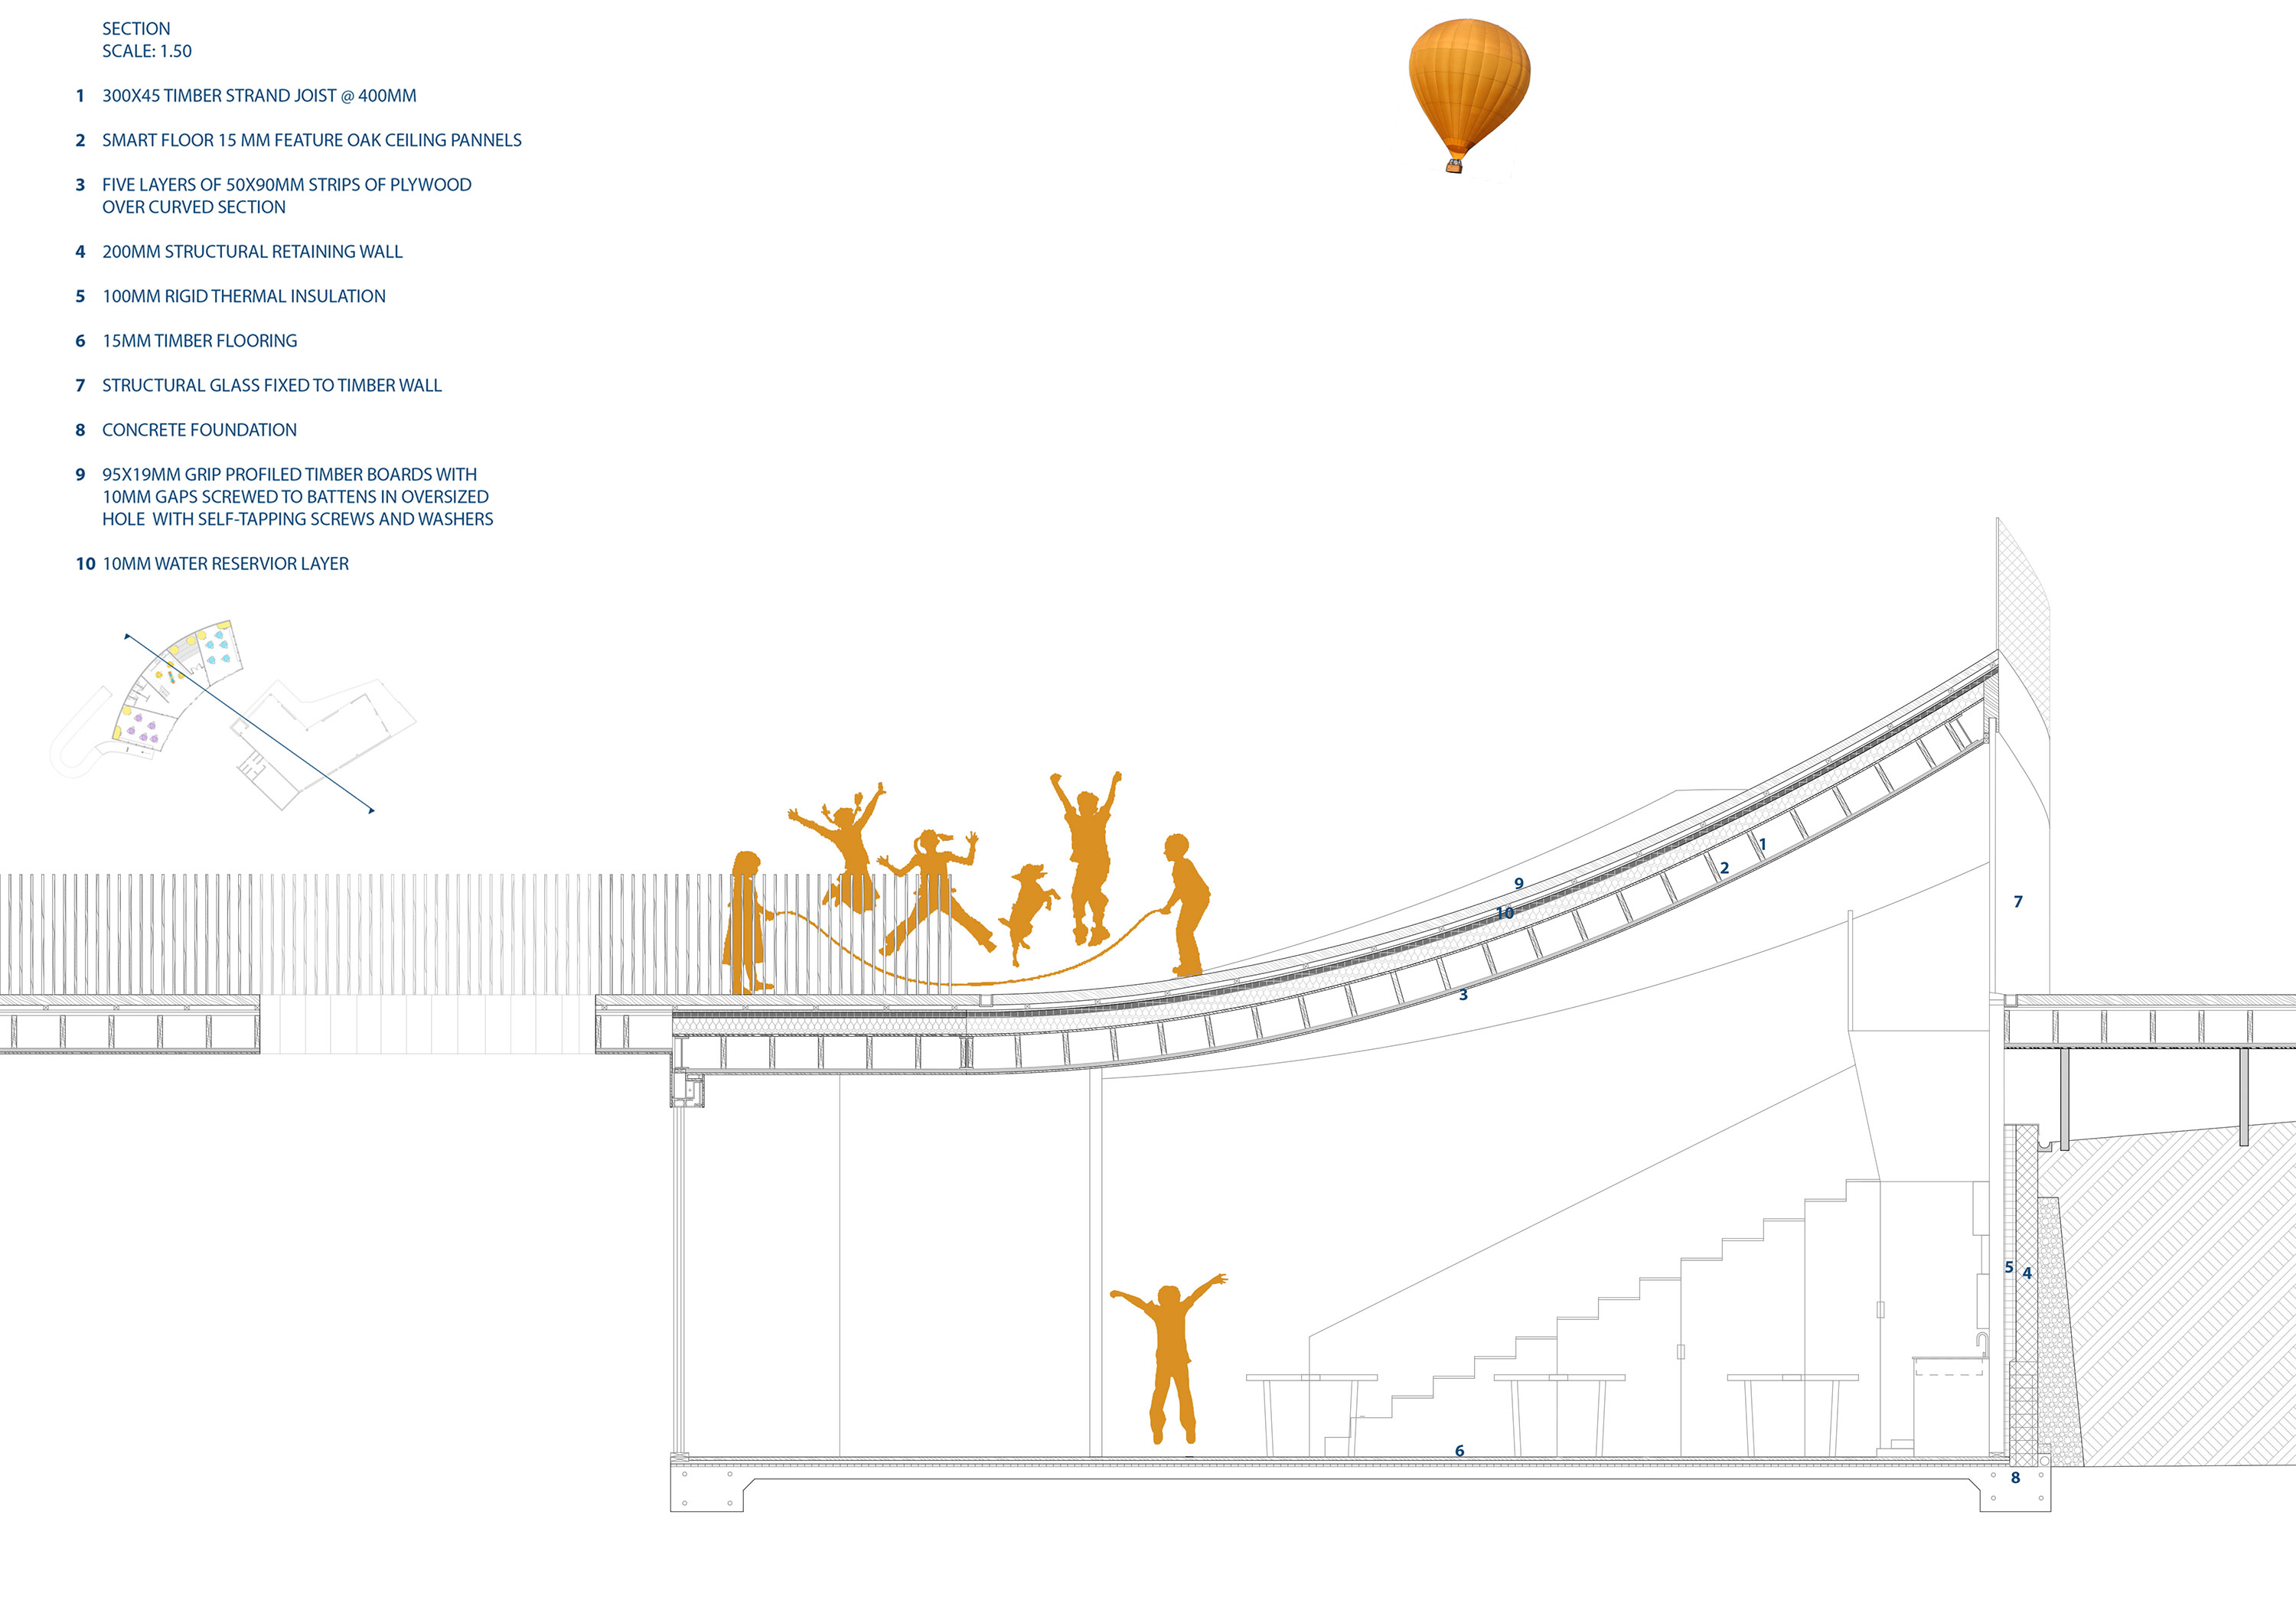 SECTION
SCALE: 1.50
1 300X45 TIMBER STRAND JOIST @ 400MM
2 SMART FLOOR 15 MM FEATURE OAK CEILING PANNELS
3 FIVE LAYERS OF 50X90MM STRIPS OF PLYWOOD
OVER CURVED SECTION
4 200MM STRUCTURAL RETAINING WALL
5 100MM RIGID THERMAL INSULATION
6 15MM TIMBER FLOORING
7 STRUCTURAL GLASS FIXED TO TIMBER WALL
8 CONCRETE FOUNDATION
9 95X19MM GRIP PROFILED TIMBER BOARDS WITH
10MM GAPS SCREWED TO BATTENS IN OVERSIZED
HOLE WITH SELF-TAPPING SCREWS AND WASHERS
10 10MM WATER RESERVIOR LAYER
1
2
9
7
10
3
5
4
6
8